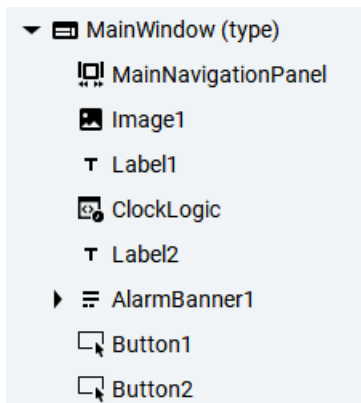 MainWindow (type)
MainNavigationPanel
Image1
Label1
ClockLogic
Label2
AlarmBanner1
Button1
Button2